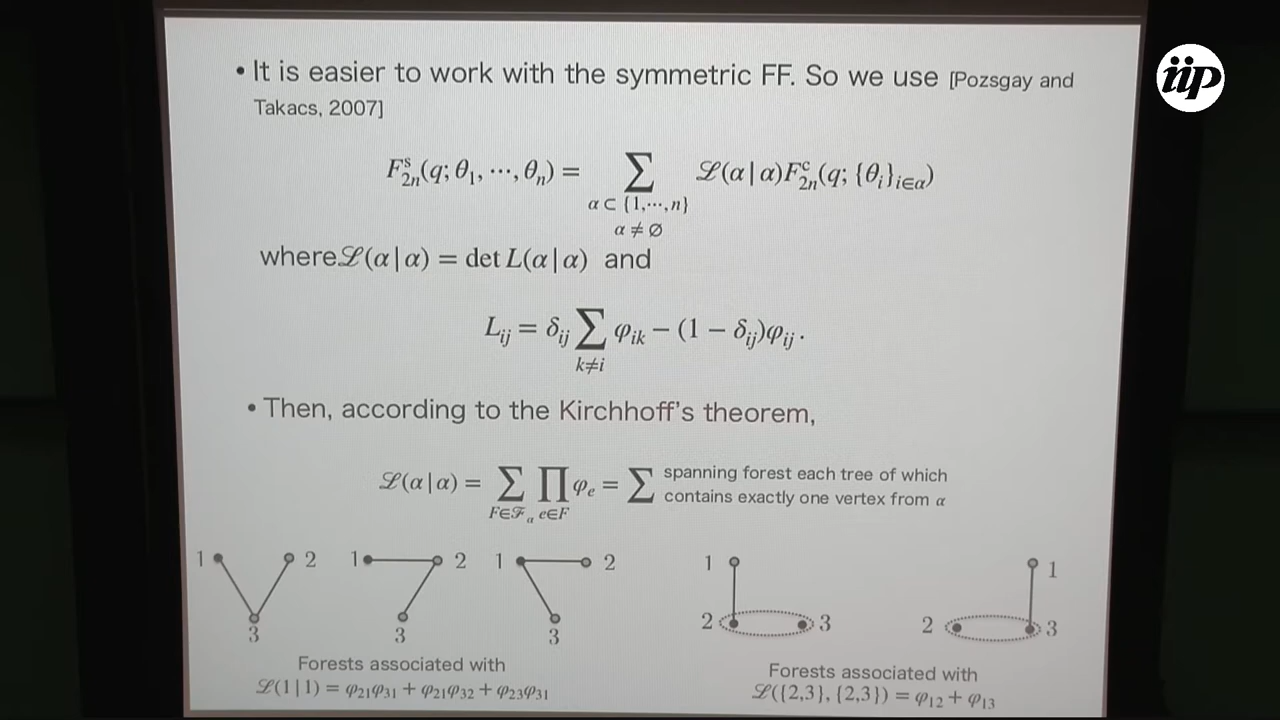 iip
• It is easier to work with the symmetric FF. So we use [Pozsgay and
Takacs, 2007]
F^s_{2n}(q; θ_1, ⋯, θ_n) = ∑_{α ⊂ {1,⋯,n} α ≠ ∅} ℒ(α|α)F^c_{2n}(q; {θ_i}_{i∈α})
whereℒ(α|α) = det L(α|α) and
L_{ij} = δ_{ij} ∑_{k≠i} φ_{ik} − (1 − δ_{ij})φ_{ij}.
• Then, according to the Kirchhoff's theorem,
ℒ(α|α) = ∑_{F∈ℱ_α} ∏_{e∈F} φ_e = ∑ spanning forest each tree of which
contains exactly one vertex from α
1 2 1 2 1 2 1 1
3 3 3 2 3 2 3
Forests associated with
ℒ(1|1) = φ_{21}φ_{31} + φ_{21}φ_{32} + φ_{23}φ_{31}
Forests associated with
ℒ({2,3}, {2,3}) = φ_{12} + φ_{13}